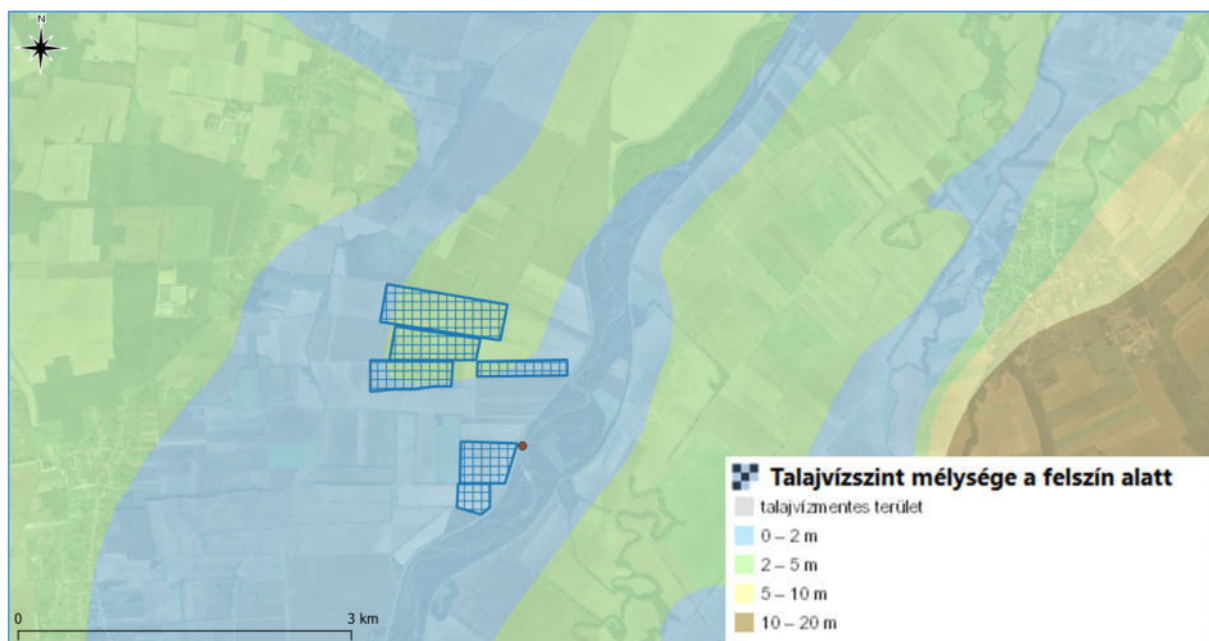 N
Talajvízszint mélysége a felszín alatt
talajvízmentes terület
0 – 2 m
2 – 5 m
5 – 10 m
10 – 20 m
0
3 km